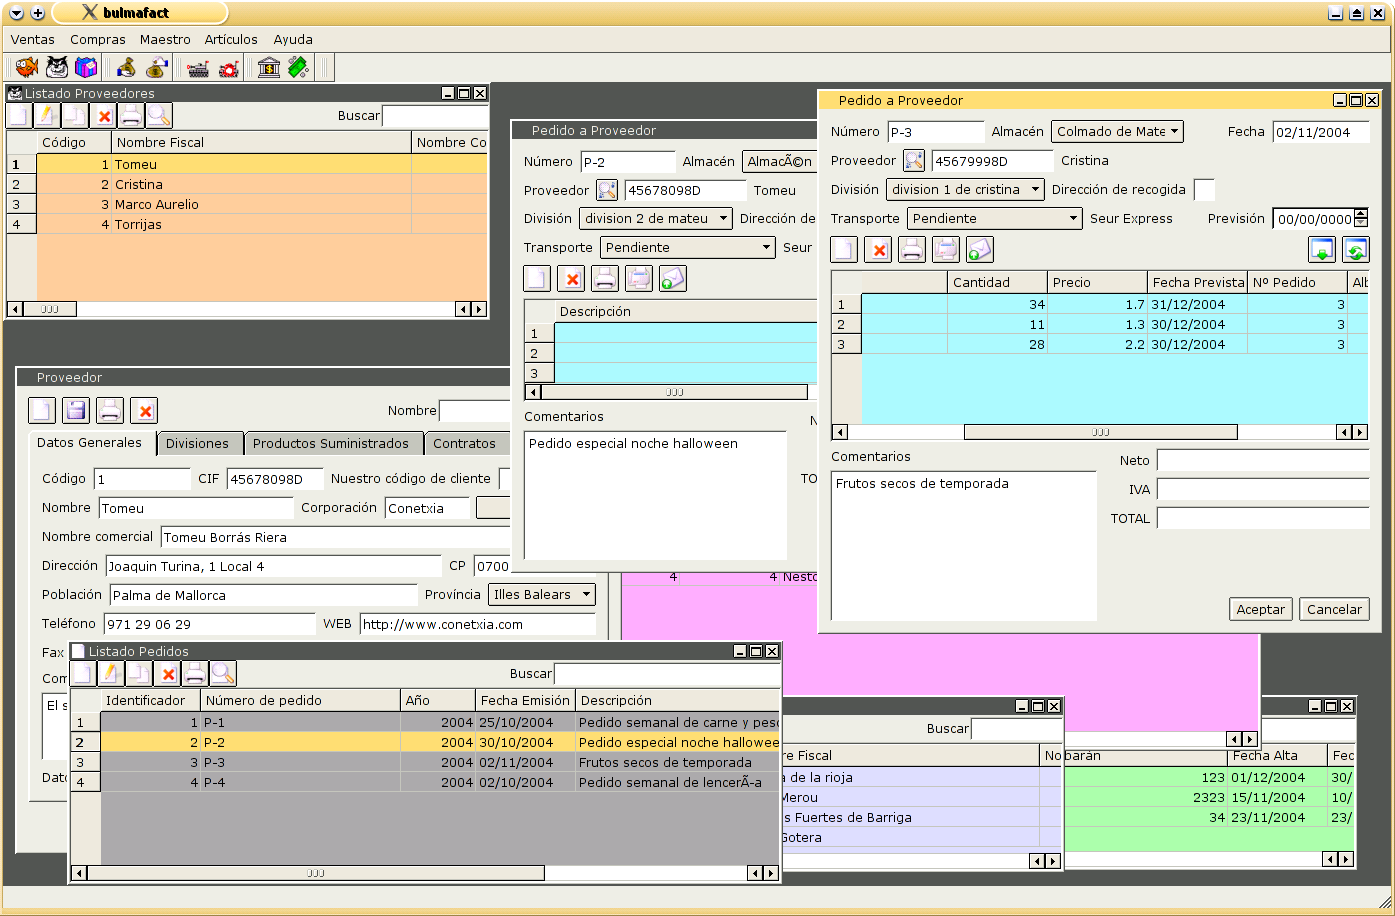 bulmafact
Ventas Compras Maestro Artículos Ayuda
Listado Proveedores
Buscar
Código Nombre Fiscal Nombre Co
1 1 Tomeu
2 2 Cristina
3 3 Marco Aurelio
4 4 Torrijas
Pedido a Proveedor
Número P-2 Almacén AlmacÃ©n
Proveedor 45678098D Tomeu
División division 2 de mateu Dirección de
Transporte Pendiente Seur
Descripción
1
2
3
Comentarios
Pedido especial noche halloween
TO
Pedido a Proveedor
Número P-3 Almacén Colmado de Mate Fecha 02/11/2004
Proveedor 45679998D Cristina
División division 1 de cristina Dirección de recogida
Transporte Pendiente Seur Express Previsión 00/00/0000
Cantidad Precio Fecha Prevista Nº Pedido Alb
1 34 1.7 31/12/2004 3
2 11 1.3 30/12/2004 3
3 28 2.2 30/12/2004 3
Comentarios
Frutos secos de temporada
Neto
IVA
TOTAL
Aceptar Cancelar
Proveedor
Nombre
Datos Generales Divisiones Productos Suministrados Contratos
Código 1 CIF 45678098D Nuestro código de cliente
Nombre Tomeu Corporación Conetxia
Nombre comercial Tomeu Borrás Riera
Dirección Joaquin Turina, 1 Local 4 CP 0700
Población Palma de Mallorca Província Illes Balears
Teléfono 971 29 06 29 WEB http://www.conetxia.com
Fax
Com
El s
Dato
4 4 Nesto
Listado Pedidos
Buscar
Identificador Número de pedido Año Fecha Emisión Descripción
1 1 P-1 2004 25/10/2004 Pedido semanal de carne y pesc
2 2 P-2 2004 30/10/2004 Pedido especial noche hallowee
3 3 P-3 2004 02/11/2004 Frutos secos de temporada
4 4 P-4 2004 02/10/2004 Pedido semanal de lencerÃ-a
Buscar
re Fiscal No
a de la rioja
Merou
s Fuertes de Barriga
Gotera
barán Fecha Alta Fec
123 01/12/2004 30/
2323 15/11/2004 10/
34 23/11/2004 23/